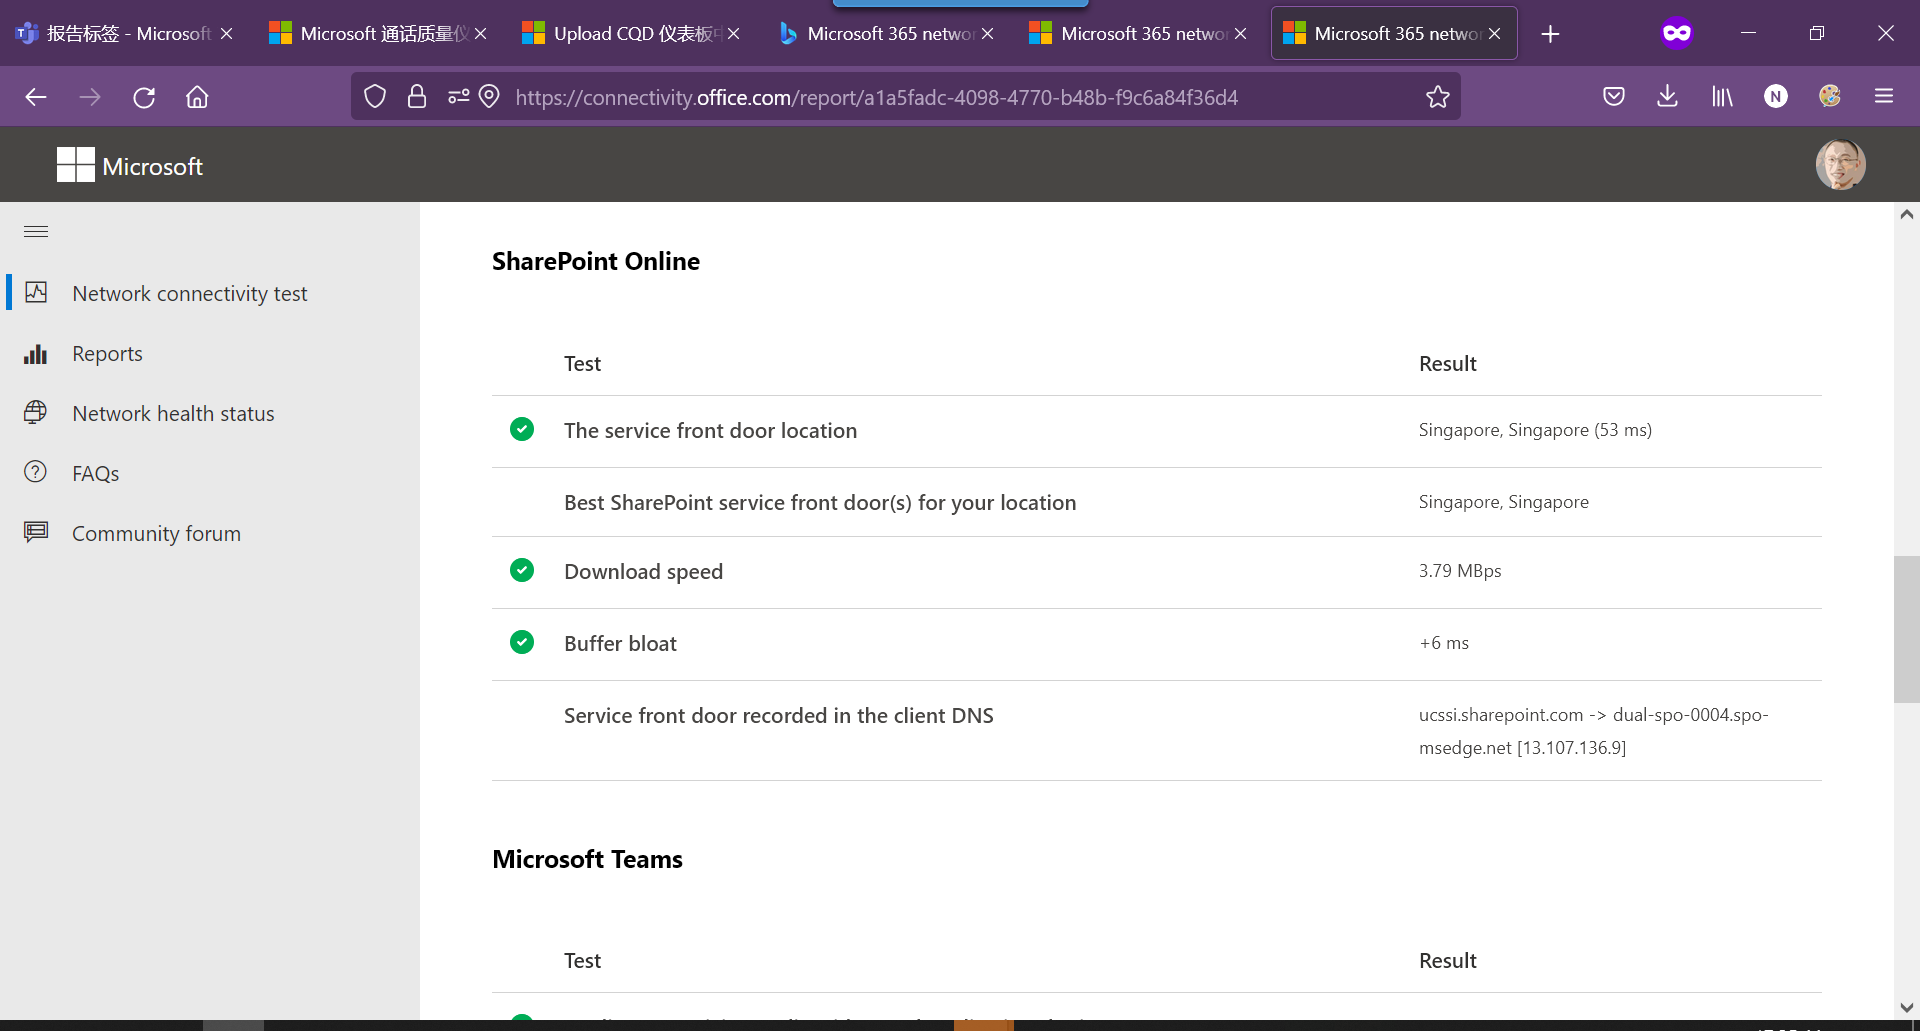 报告标签 - Microsoft
Microsoft 通话质量仪
Upload CQD 仪表板
Microsoft 365 networ
Microsoft 365 networ
Microsoft 365 networ
https://connectivity.office.com/report/a1a5fadc-4098-4770-b48b-f9c6a84f36d4
N
Microsoft
Network connectivity test
Reports
Network health status
FAQs
Community forum
SharePoint Online
Test Result
The service front door location Singapore, Singapore (53 ms)
Best SharePoint service front door(s) for your location Singapore, Singapore
Download speed 3.79 MBps
Buffer bloat +6 ms
Service front door recorded in the client DNS ucssi.sharepoint.com -> dual-spo-0004.spo-
msedge.net [13.107.136.9]
Microsoft Teams
Test Result